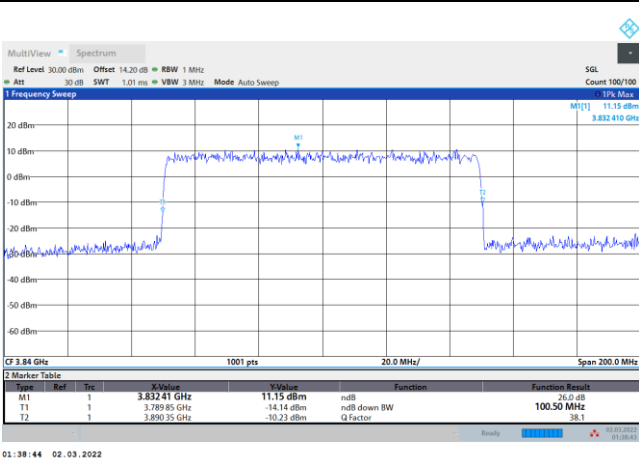 MultiView Spectrum
Ref Level 30.00 dBm Offset 14.20 dB RBW 1 MHz SGL
Att 30 dB SWT 1.01 ms VBW 3 MHz Mode Auto Sweep Count 100/100
1 Frequency Sweep 1Pk Max
M1[1] 11.15 dBm
3.832 410 GHz
20 dBm
M1
10 dBm
0 dBm
T1
T2
-10 dBm
-20 dBm
-30 dBm
-40 dBm
-50 dBm
-60 dBm
CF 3.84 GHz 1001 pts 20.0 MHz/ Span 200.0 MHz
2 Marker Table
Type Ref Trc X-Value Y-Value Function Function Result
M1 1 3.832 41 GHz 11.15 dBm ndB 26.0 dB
T1 1 3.789 85 GHz -14.14 dBm ndB down BW 100.50 MHz
T2 1 3.890 35 GHz -10.23 dBm Q Factor 38.1
Ready 02.03.2022
01:38:43
01:38:44 02.03.2022